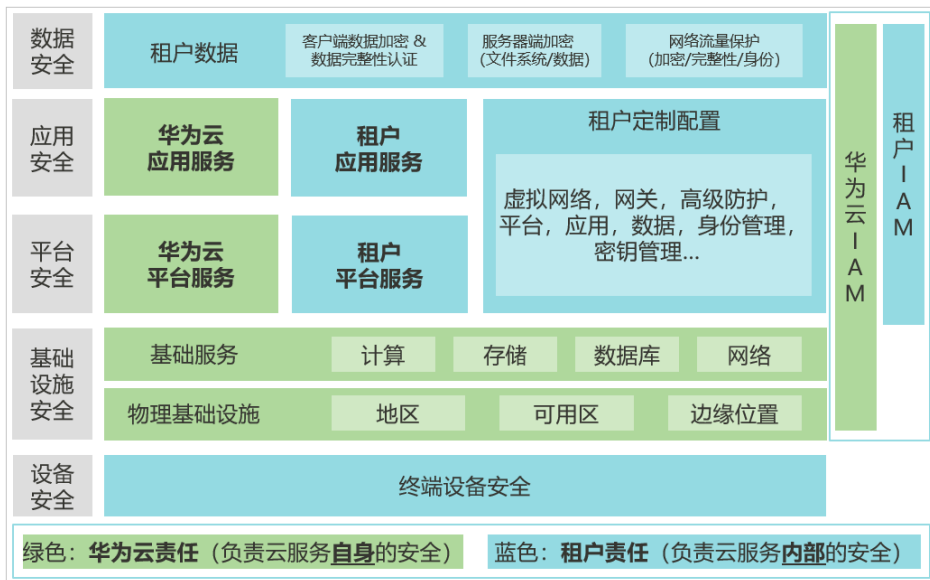 数据
安全
租户数据
客户端数据加密 &
数据完整性认证
服务器端加密
(文件系统/数据)
网络流量保护
(加密/完整性/身份)
应用
安全
华为云
应用服务
租户
应用服务
租户定制配置
虚拟网络，网关，高级防护，
平台，应用，数据，身份管理，
密钥管理...
平台
安全
华为云
平台服务
租户
平台服务
基础
设施
安全
基础服务
计算
存储
数据库
网络
物理基础设施
地区
可用区
边缘位置
设备
安全
终端设备安全
华为云IAM
租户IAM
绿色：华为云责任（负责云服务自身的安全）
蓝色：租户责任（负责云服务内部的安全）